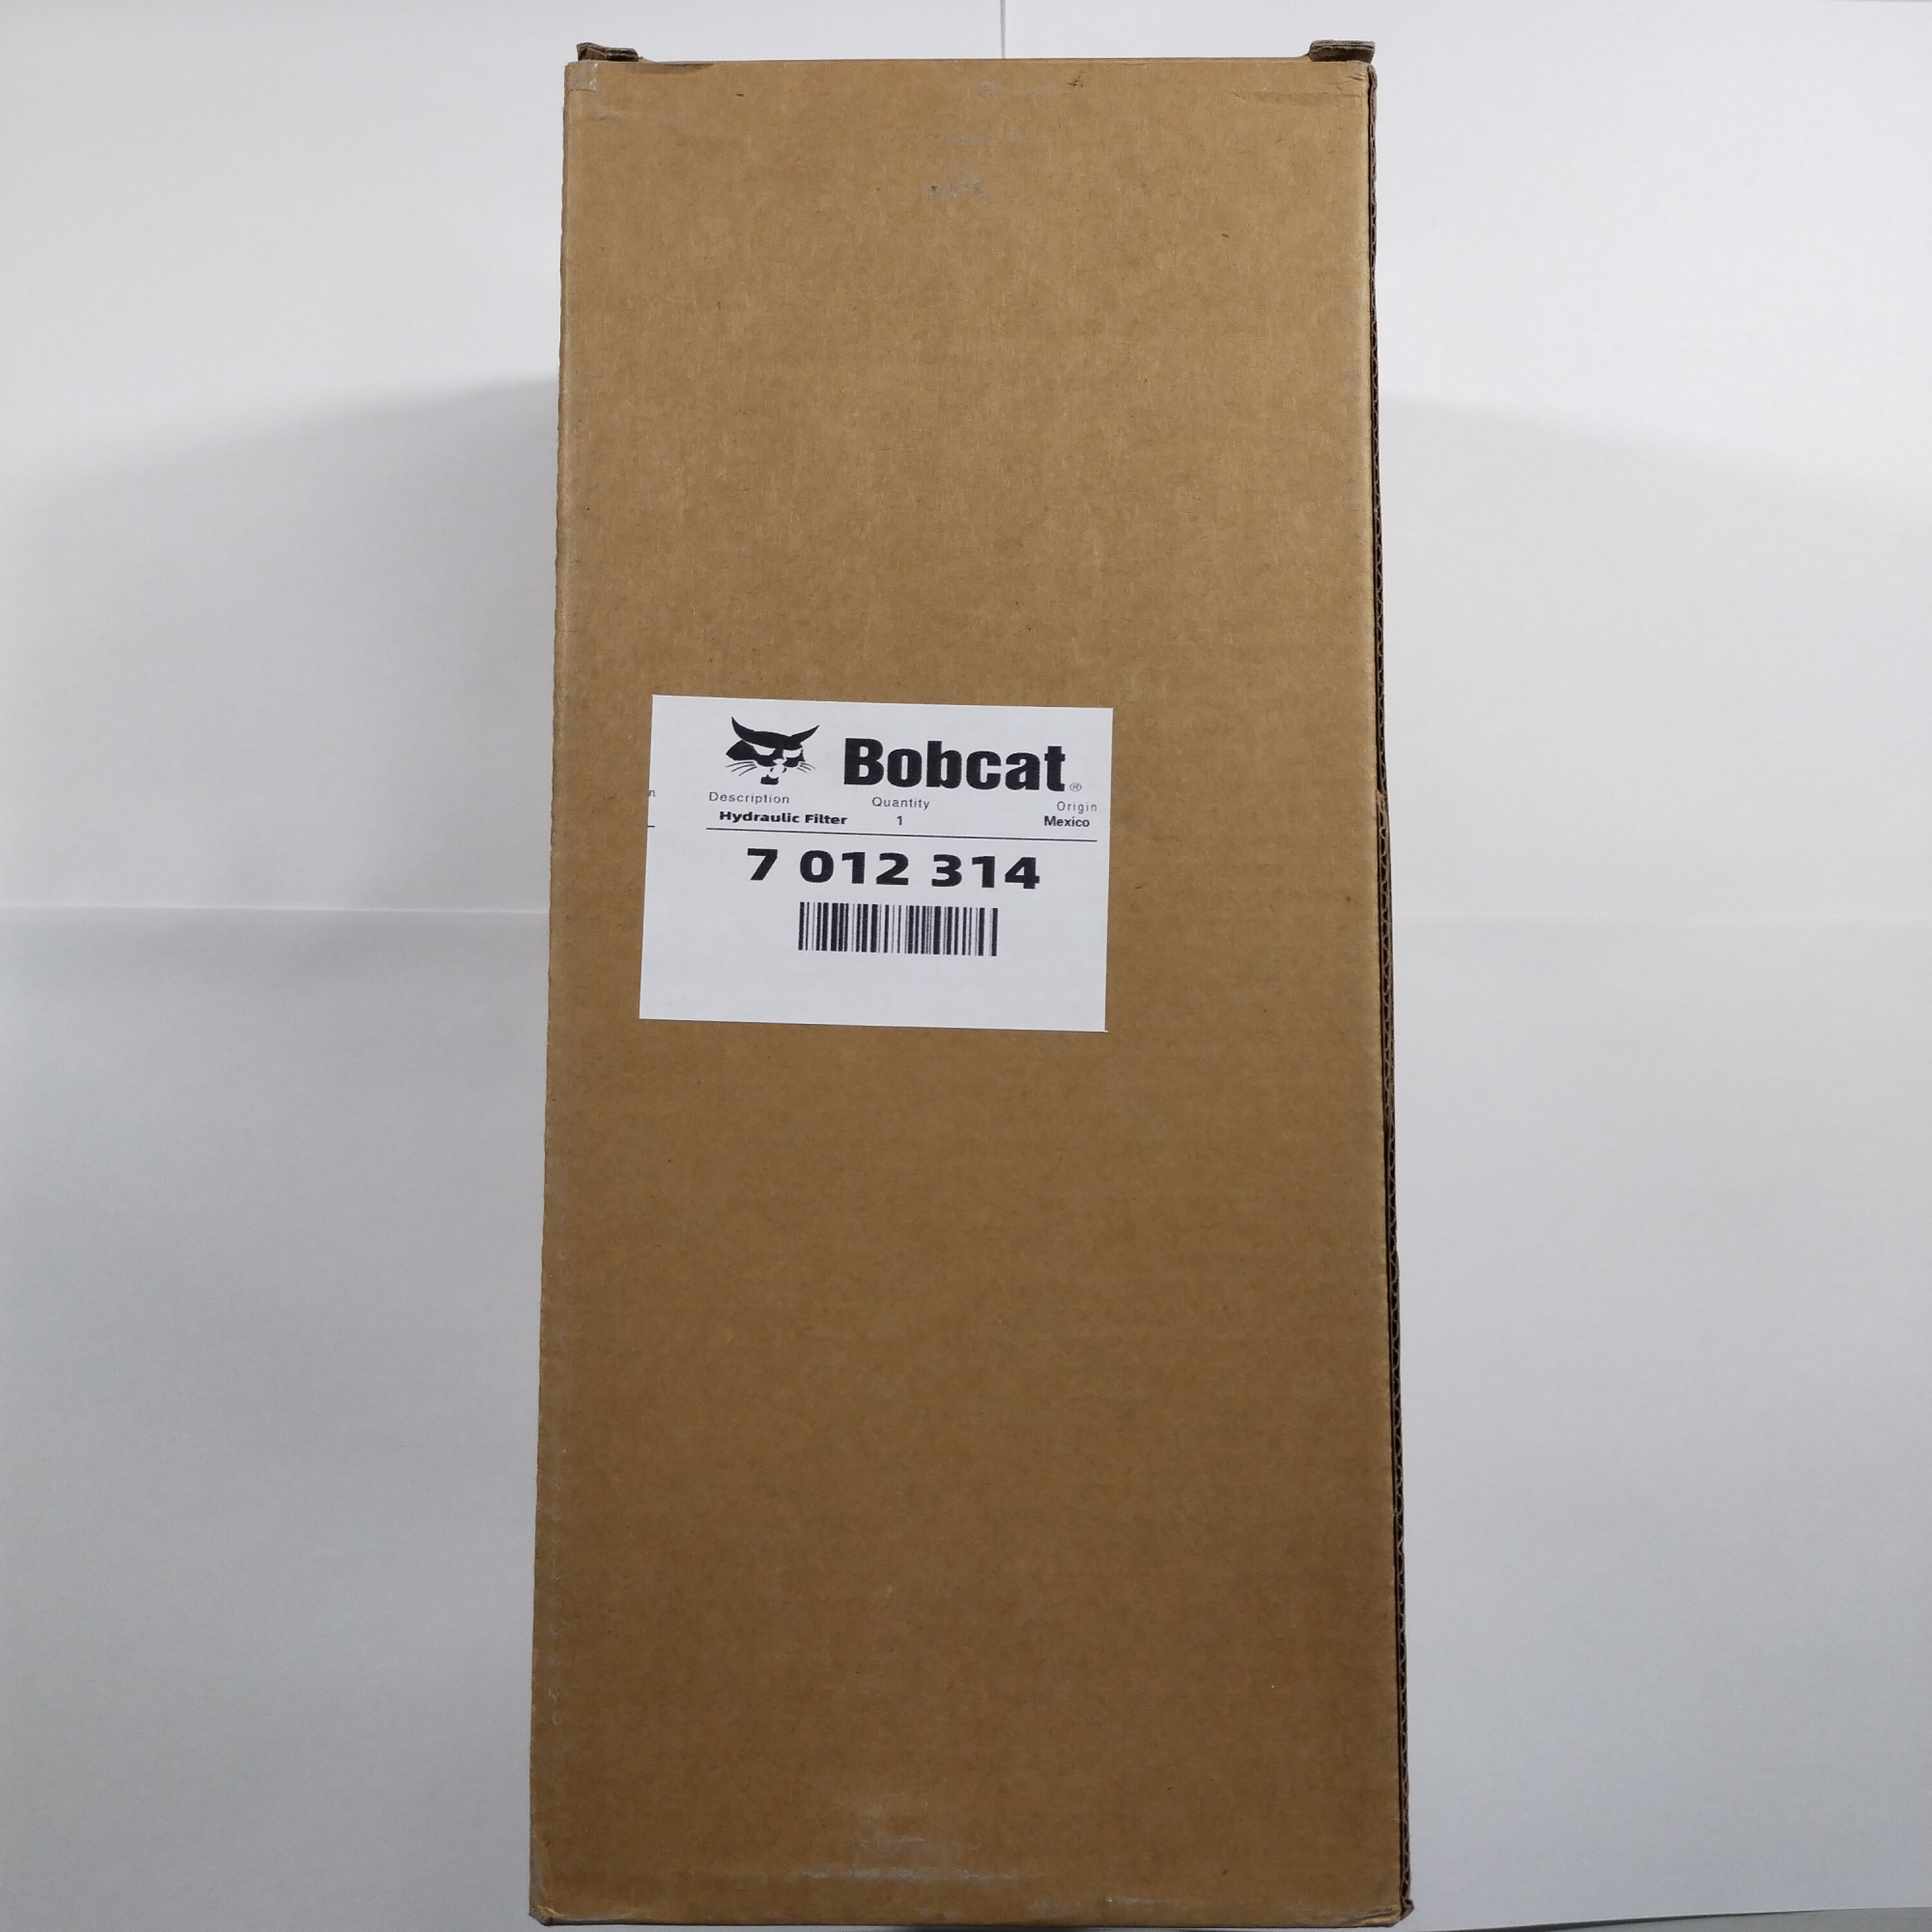 Bobcat®
Description Quantity Origin
Hydraulic Filter 1 Mexico
7 012 314
n